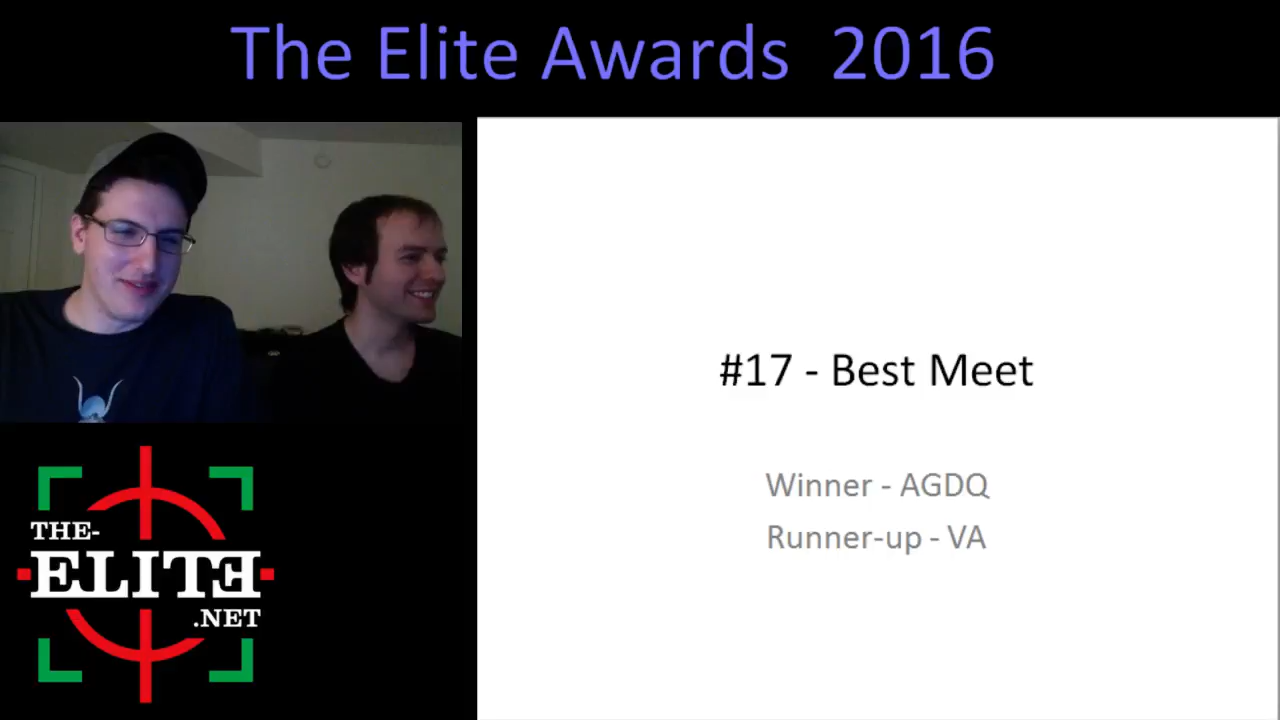 The Elite Awards 2016
#17 - Best Meet
Winner - AGDQ
Runner-up - VA
THE-
ELITE
.NET